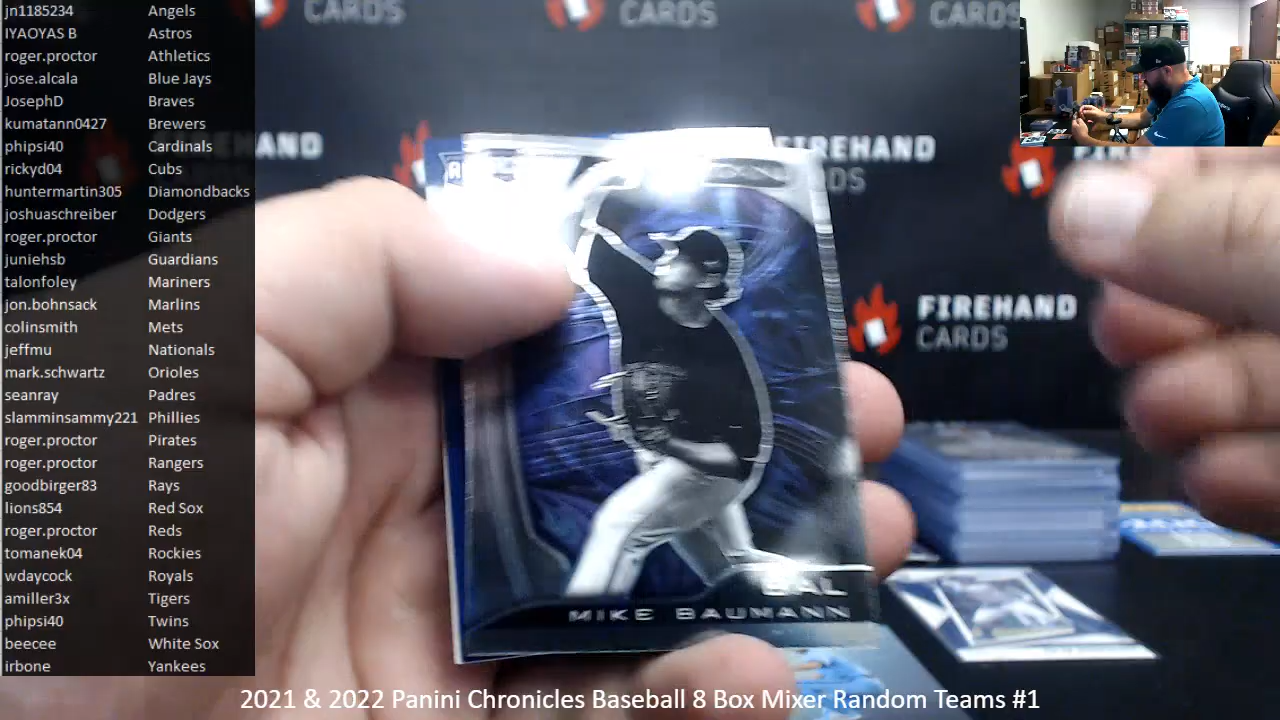 jn1185234 Angels
IYAOYAS B Astros
roger.proctor Athletics
jose.alcala Blue Jays
JosephD Braves
kumatann0427 Brewers
phipsi40 Cardinals
rickyd04 Cubs
huntermartin305 Diamondbacks
joshuaschreiber Dodgers
roger.proctor Giants
juniehsb Guardians
talonfoley Mariners
jon.bohnsack Marlins
colinsmith Mets
jeffmu Nationals
mark.schwartz Orioles
seanray Padres
slamminsammy221 Phillies
roger.proctor Pirates
roger.proctor Rangers
goodbirger83 Rays
lions854 Red Sox
roger.proctor Reds
tomanek04 Rockies
wdaycock Royals
amiller3x Tigers
phipsi40 Twins
beecee White Sox
irbone Yankees
CARDS
CARDS
CARDS
FIREHAND
CARDS
FIREHAND
CARDS
BAL
MIKE BAUMANN
2021 & 2022 Panini Chronicles Baseball 8 Box Mixer Random Teams #1